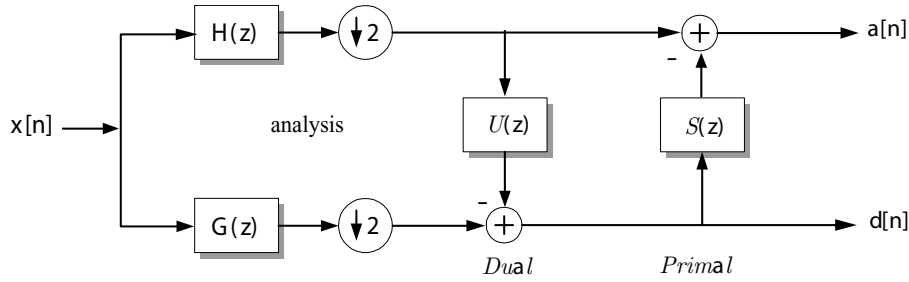 H(z)
2
+
a[n]
-
x[n]
analysis
U(z)
S(z)
-
G(z)
2
+
d[n]
Dual
Primal